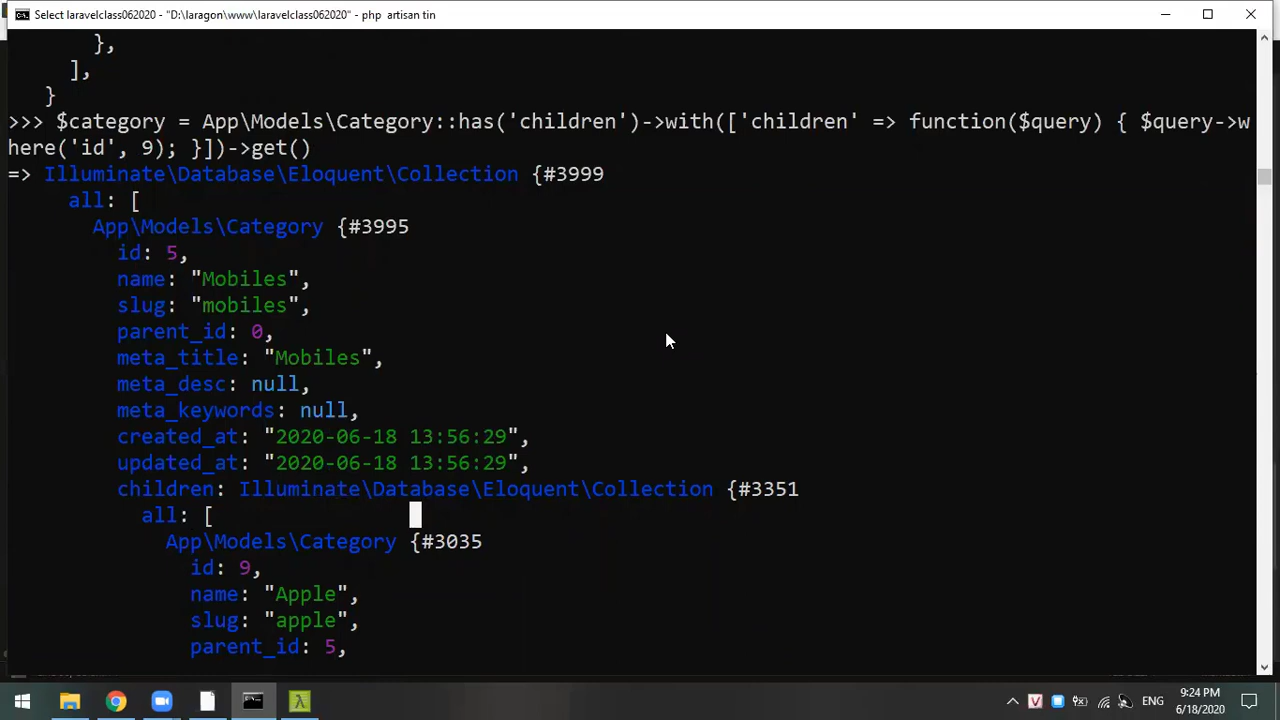 Select laravelclass062020 - "D:\laragon\www\laravelclass062020" - php  artisan tin
},
],
}
>>> $category = App\Models\Category::has('children')->with(['children' => function($query) { $query->w
here('id', 9); }])->get()
=> Illuminate\Database\Eloquent\Collection {#3999
all: [
App\Models\Category {#3995
id: 5,
name: "Mobiles",
slug: "mobiles",
parent_id: 0,
meta_title: "Mobiles",
meta_desc: null,
meta_keywords: null,
created_at: "2020-06-18 13:56:29",
updated_at: "2020-06-18 13:56:29",
children: Illuminate\Database\Eloquent\Collection {#3351
all: [
App\Models\Category {#3035
id: 9,
name: "Apple",
slug: "apple",
parent_id: 5,
ENG
9:24 PM
6/18/2020